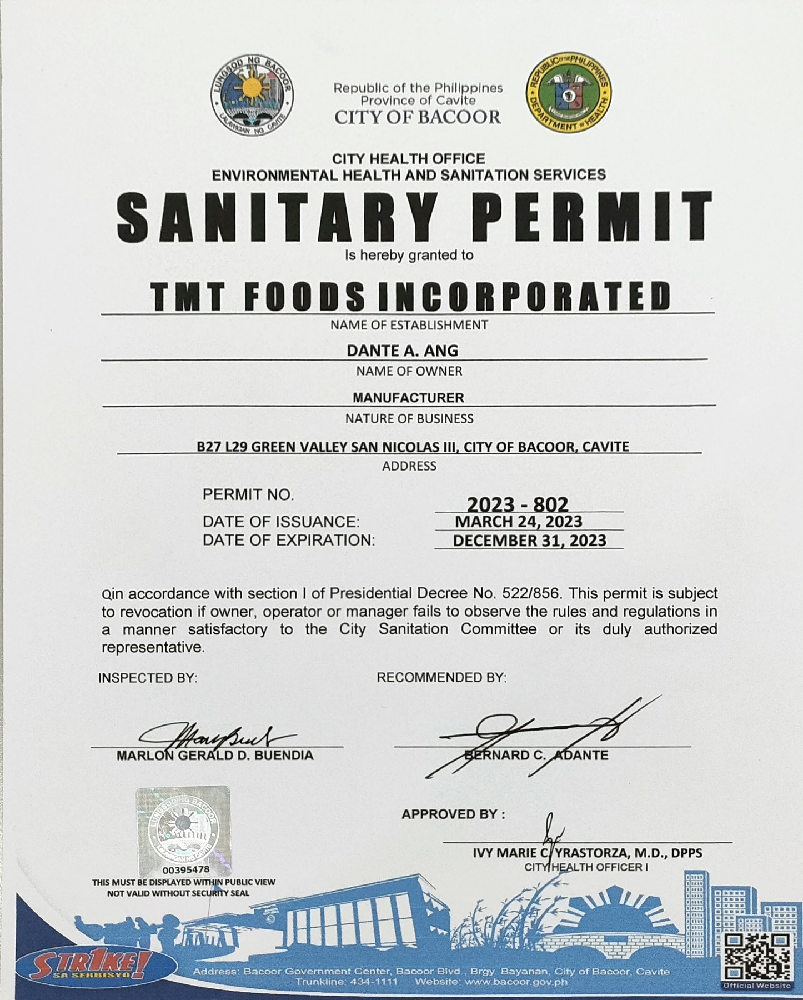 LUNGSOD NG BACOOR
LALAWIGAN NG CAVITE
Republic of the Philippines
Province of Cavite
CITY OF BACOOR
REPUBLIC OF THE PHILIPPINES
DEPARTMENT OF HEALTH
CITY HEALTH OFFICE
ENVIRONMENTAL HEALTH AND SANITATION SERVICES
SANITARY PERMIT
Is hereby granted to
TMT FOODS INCORPORATED
NAME OF ESTABLISHMENT
DANTE A. ANG
NAME OF OWNER
MANUFACTURER
NATURE OF BUSINESS
B27 L29 GREEN VALLEY SAN NICOLAS III, CITY OF BACOOR, CAVITE
ADDRESS
PERMIT NO. 2023 - 802
DATE OF ISSUANCE: MARCH 24, 2023
DATE OF EXPIRATION: DECEMBER 31, 2023
Qin accordance with section I of Presidential Decree No. 522/856. This permit is subject
to revocation if owner, operator or manager fails to observe the rules and regulations in
a manner satisfactory to the City Sanitation Committee or its duly authorized
representative.
INSPECTED BY: RECOMMENDED BY:
MARLON GERALD D. BUENDIA BERNARD C. ADANTE
APPROVED BY :
IVY MARIE C. YRASTORZA, M.D., DPPS
CITY HEALTH OFFICER I
LUNGSOD NG BACOOR
LALAWIGAN NG CAVITE
00395478
THIS MUST BE DISPLAYED WITHIN PUBLIC VIEW
NOT VALID WITHOUT SECURITY SEAL
STR1KE!
SA SERBISYO
Address: Bacoor Government Center, Bacoor Blvd., Brgy. Bayanan, City of Bacoor, Cavite
Trunkline: 434-1111 Website: www.bacoor.gov.ph
Official Website